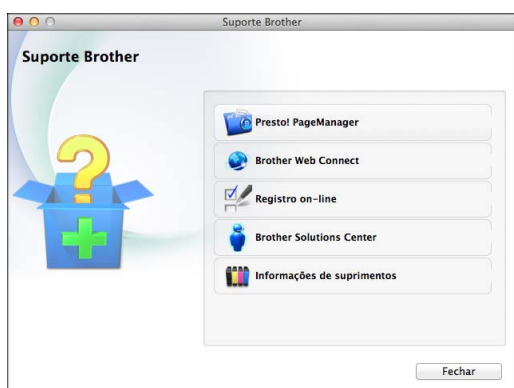 Suporte Brother
Suporte Brother
Presto! PageManager
Brother Web Connect
Registro on-line
Brother Solutions Center
Informações de suprimentos
Fechar